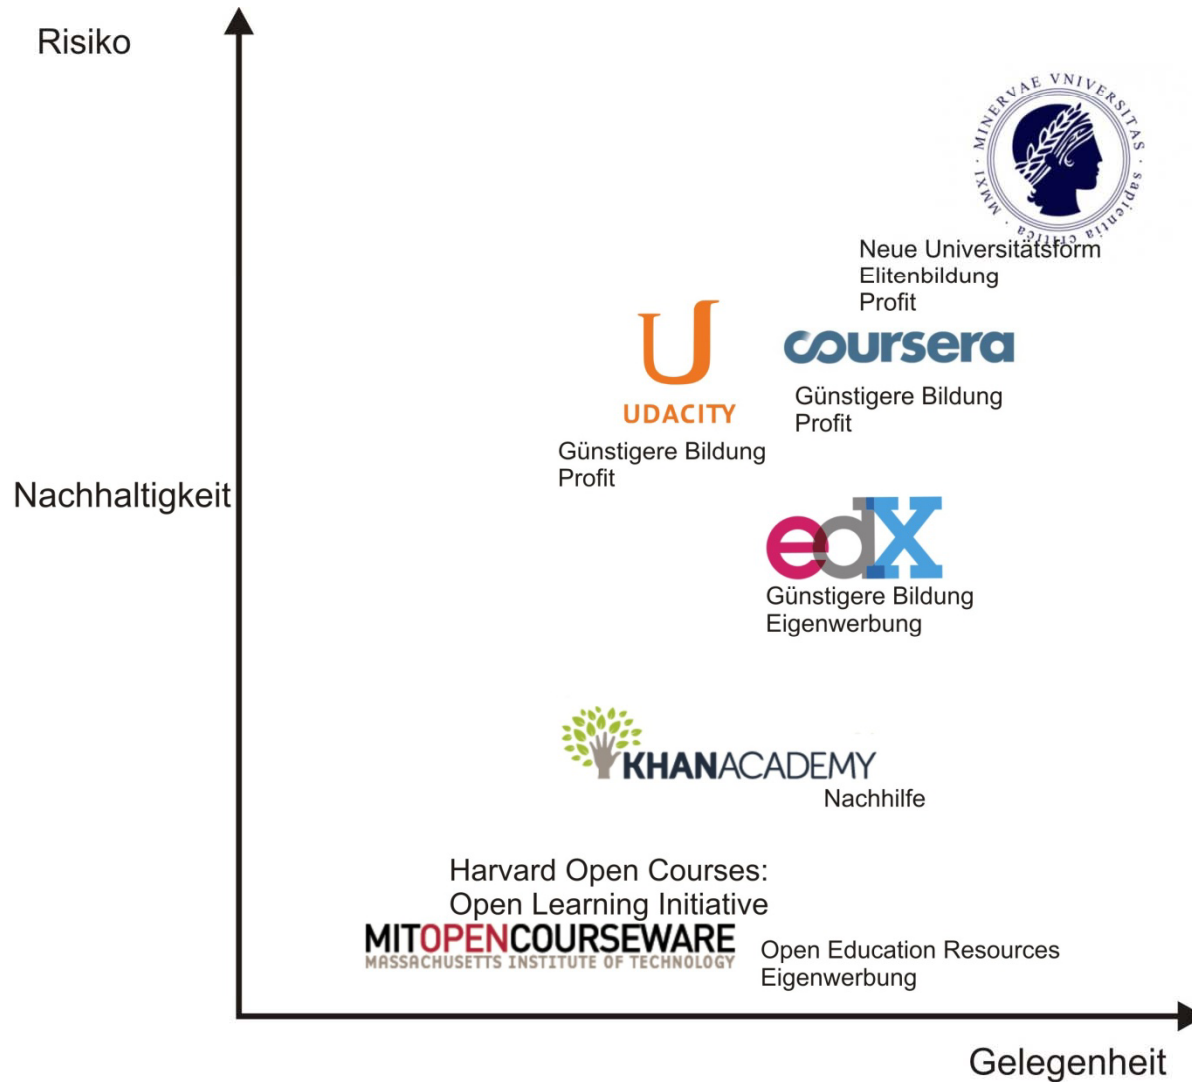 Risiko
MINERVAE VNIVERSITAS · sapientia critica · MMXI ·
Neue Universitätsform
Elitenbildung
Profit
UDACITY
Günstigere Bildung
Profit
coursera
Günstigere Bildung
Profit
Nachhaltigkeit
edX
Günstigere Bildung
Eigenwerbung
KHANACADEMY
Nachhilfe
Harvard Open Courses:
Open Learning Initiative
MITOPENCOURSEWARE
MASSACHUSETTS INSTITUTE OF TECHNOLOGY
Open Education Resources
Eigenwerbung
Gelegenheit